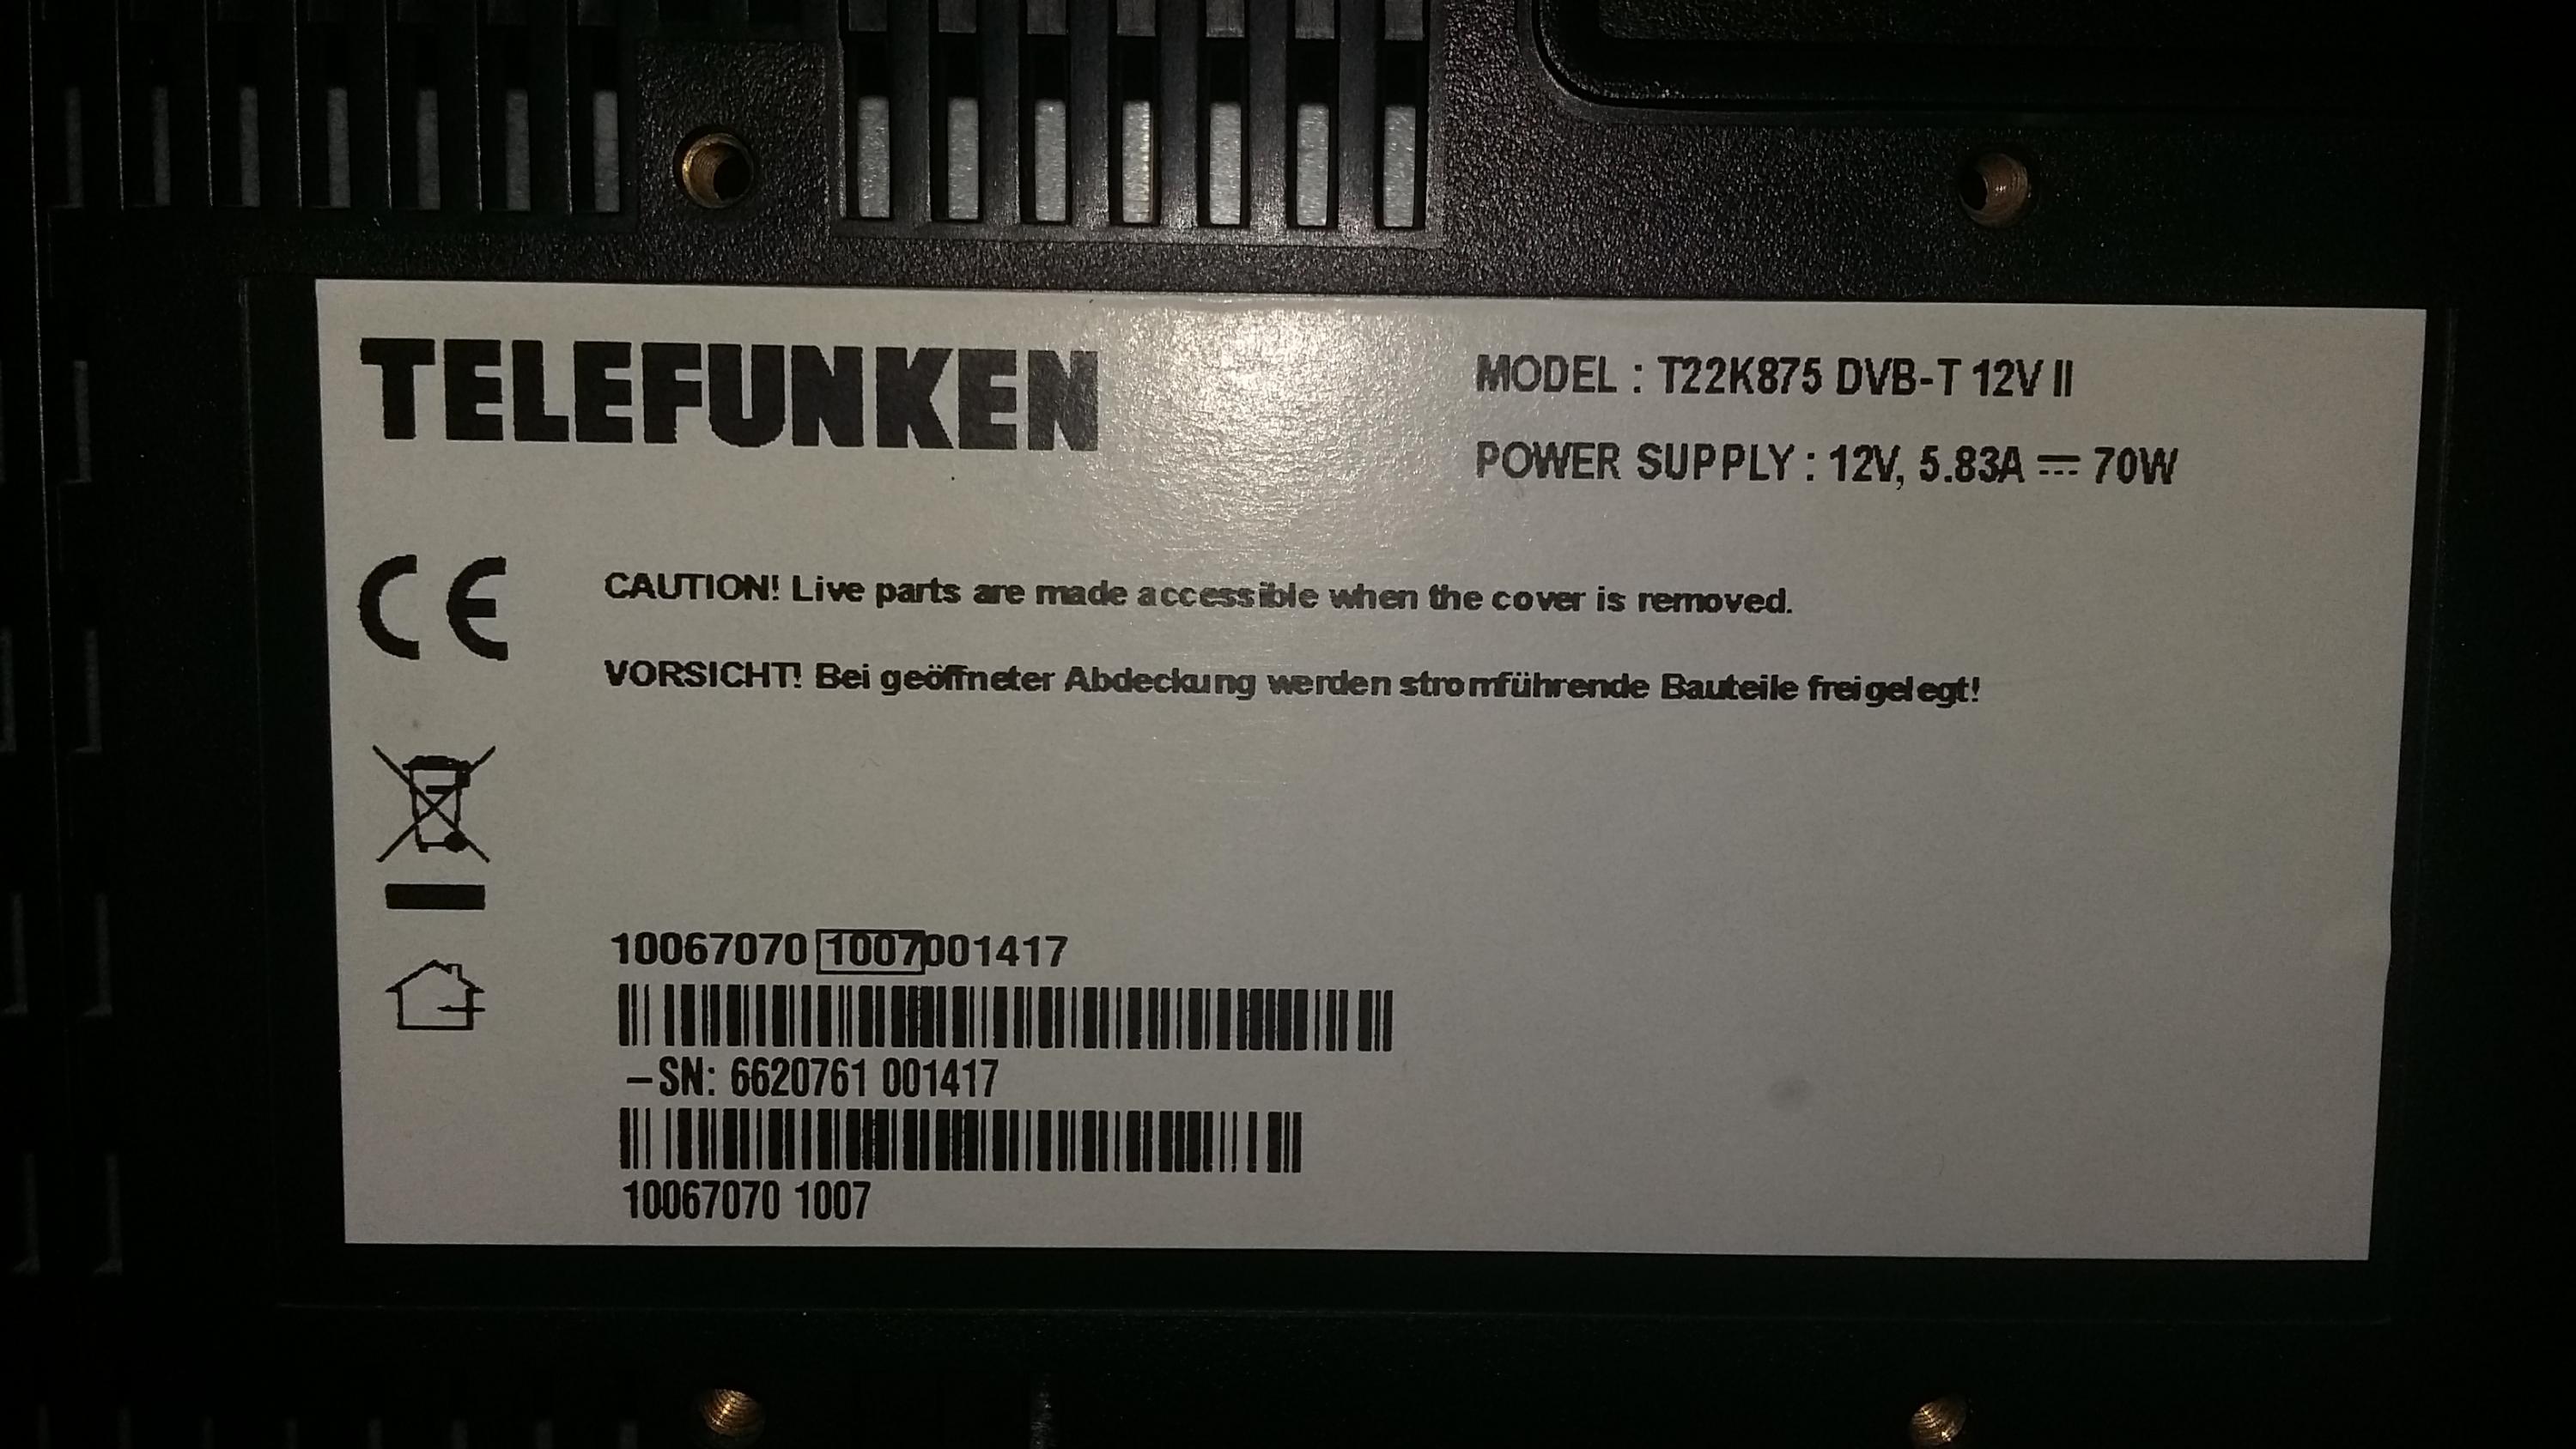 TELEFUNKEN
MODEL : T22K875 DVB-T 12V II
POWER SUPPLY : 12V, 5.83A ⎓ 70W
CE
CAUTION! Live parts are made accessible when the cover is removed.
VORSICHT! Bei geöffneter Abdeckung werden stromführende Bauteile freigelegt!
10067070 1007001417
–SN: 6620761 001417
10067070 1007